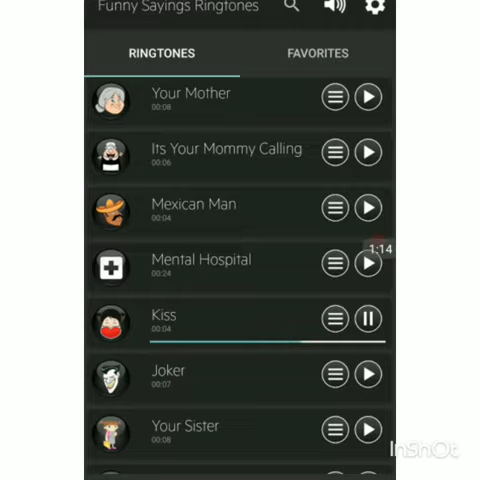 Funny Sayings Ringtones
RINGTONES
FAVORITES
Your Mother
00:08
Its Your Mommy Calling
00:06
Mexican Man
00:04
Mental Hospital
00:24
1:14
Kiss
00:04
Joker
00:07
Your Sister
00:08
InShOt